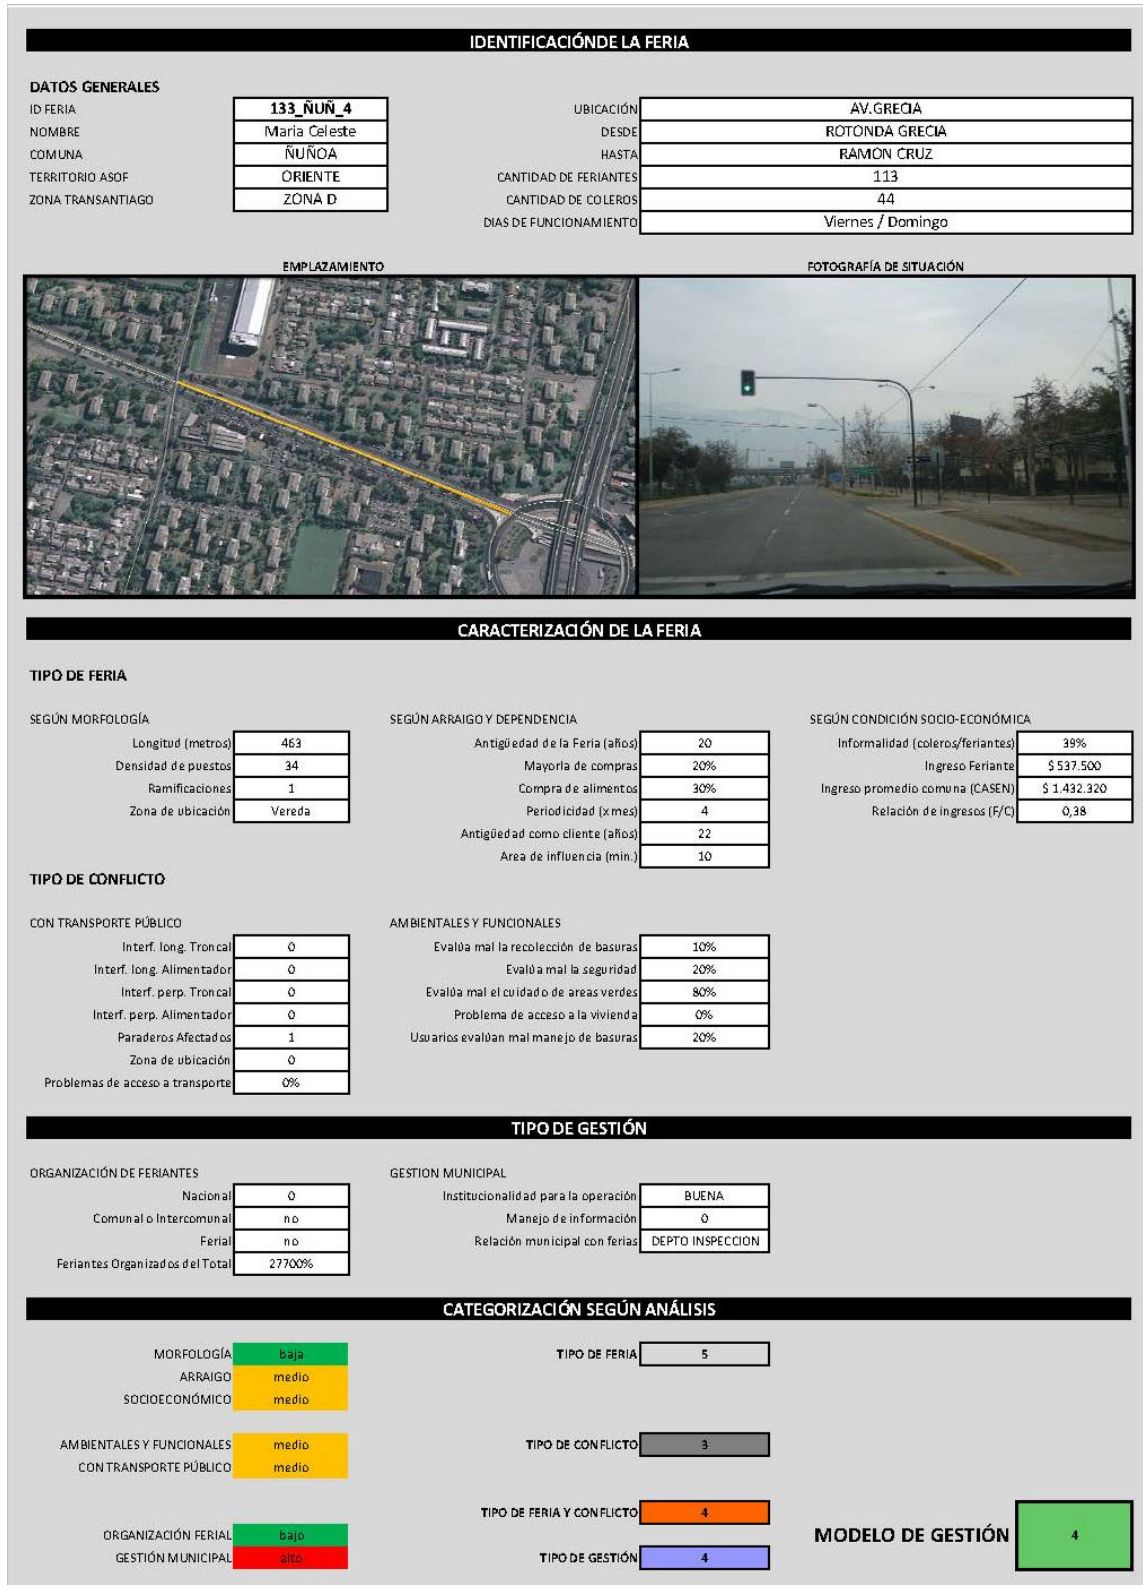 IDENTIFICACIÓNDE LA FERIA
DATOS GENERALES
ID FERIA 133_ÑUÑ_4 UBICACIÓN AV.GRECIA
NOMBRE Maria Celeste DESDE ROTONDA GRECIA
COMUNA ÑUÑOA HASTA RAMON CRUZ
TERRITORIO ASOF ORIENTE CANTIDAD DE FERIANTES 113
ZONA TRANSANTIAGO ZONA D CANTIDAD DE COLEROS 44
DIAS DE FUNCIONAMIENTO Viernes / Domingo
EMPLAZAMIENTO FOTOGRAFÍA DE SITUACIÓN
CARACTERIZACIÓN DE LA FERIA
TIPO DE FERIA
SEGÚN MORFOLOGÍA SEGÚN ARRAIGO Y DEPENDENCIA SEGÚN CONDICIÓN SOCIO-ECONÓMICA
Longitud (metros) 463 Antigüedad de la Feria (años) 20 Informalidad (coleros/feriantes) 39%
Densidad de puestos 34 Mayoría de compras 20% Ingreso Feriante $ 537.500
Ramificaciones 1 Compra de alimentos 30% Ingreso promedio comuna (CASEN) $ 1.432.320
Zona de ubicación Vereda Periodicidad (x mes) 4 Relación de ingresos (F/C) 0,38
Antigüedad como cliente (años) 22
Area de influencia (min.) 10
TIPO DE CONFLICTO
CON TRANSPORTE PÚBLICO AMBIENTALES Y FUNCIONALES
Interf. long. Troncal 0 Evalúa mal la recolección de basuras 10%
Interf. long. Alimentador 0 Evalúa mal la seguridad 20%
Interf. perp. Troncal 0 Evalúa mal el cuidado de areas verdes 80%
Interf. perp. Alimentador 0 Problema de acceso a la vivienda 0%
Paraderos Afectados 1 Usuarios evalúan mal manejo de basuras 20%
Zona de ubicación 0
Problemas de acceso a transporte 0%
TIPO DE GESTIÓN
ORGANIZACIÓN DE FERIANTES GESTION MUNICIPAL
Nacional 0 Institucionalidad para la operación BUENA
Comunal o Intercomunal no Manejo de información 0
Ferial no Relación municipal con ferias DEPTO INSPECCION
Feriantes Organizados del Total 27700%
CATEGORIZACIÓN SEGÚN ANÁLISIS
MORFOLOGÍA baja TIPO DE FERIA 5
ARRAIGO medio
SOCIOECONÓMICO medio
AMBIENTALES Y FUNCIONALES medio TIPO DE CONFLICTO 3
CON TRANSPORTE PÚBLICO medio
TIPO DE FERIA Y CONFLICTO 4
ORGANIZACIÓN FERIAL bajo MODELO DE GESTIÓN 4
GESTIÓN MUNICIPAL alto TIPO DE GESTIÓN 4